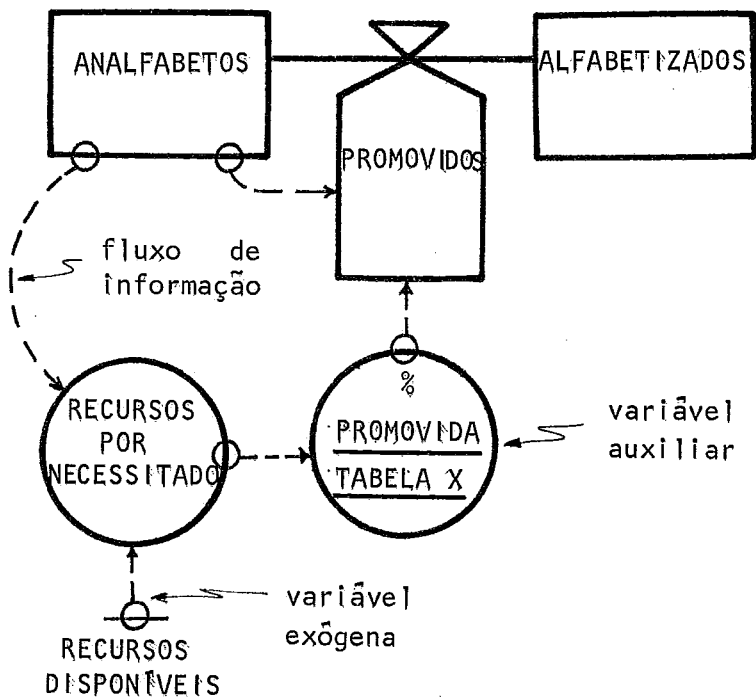 ANALFABETOS
ALFABETIZADOS
PROMOVIDOS
fluxo de
informação
RECURSOS
POR
NECESSITADO
%
PROMOVIDA
TABELA X
variável
auxiliar
variável
exógena
RECURSOS
DISPONÍVEIS